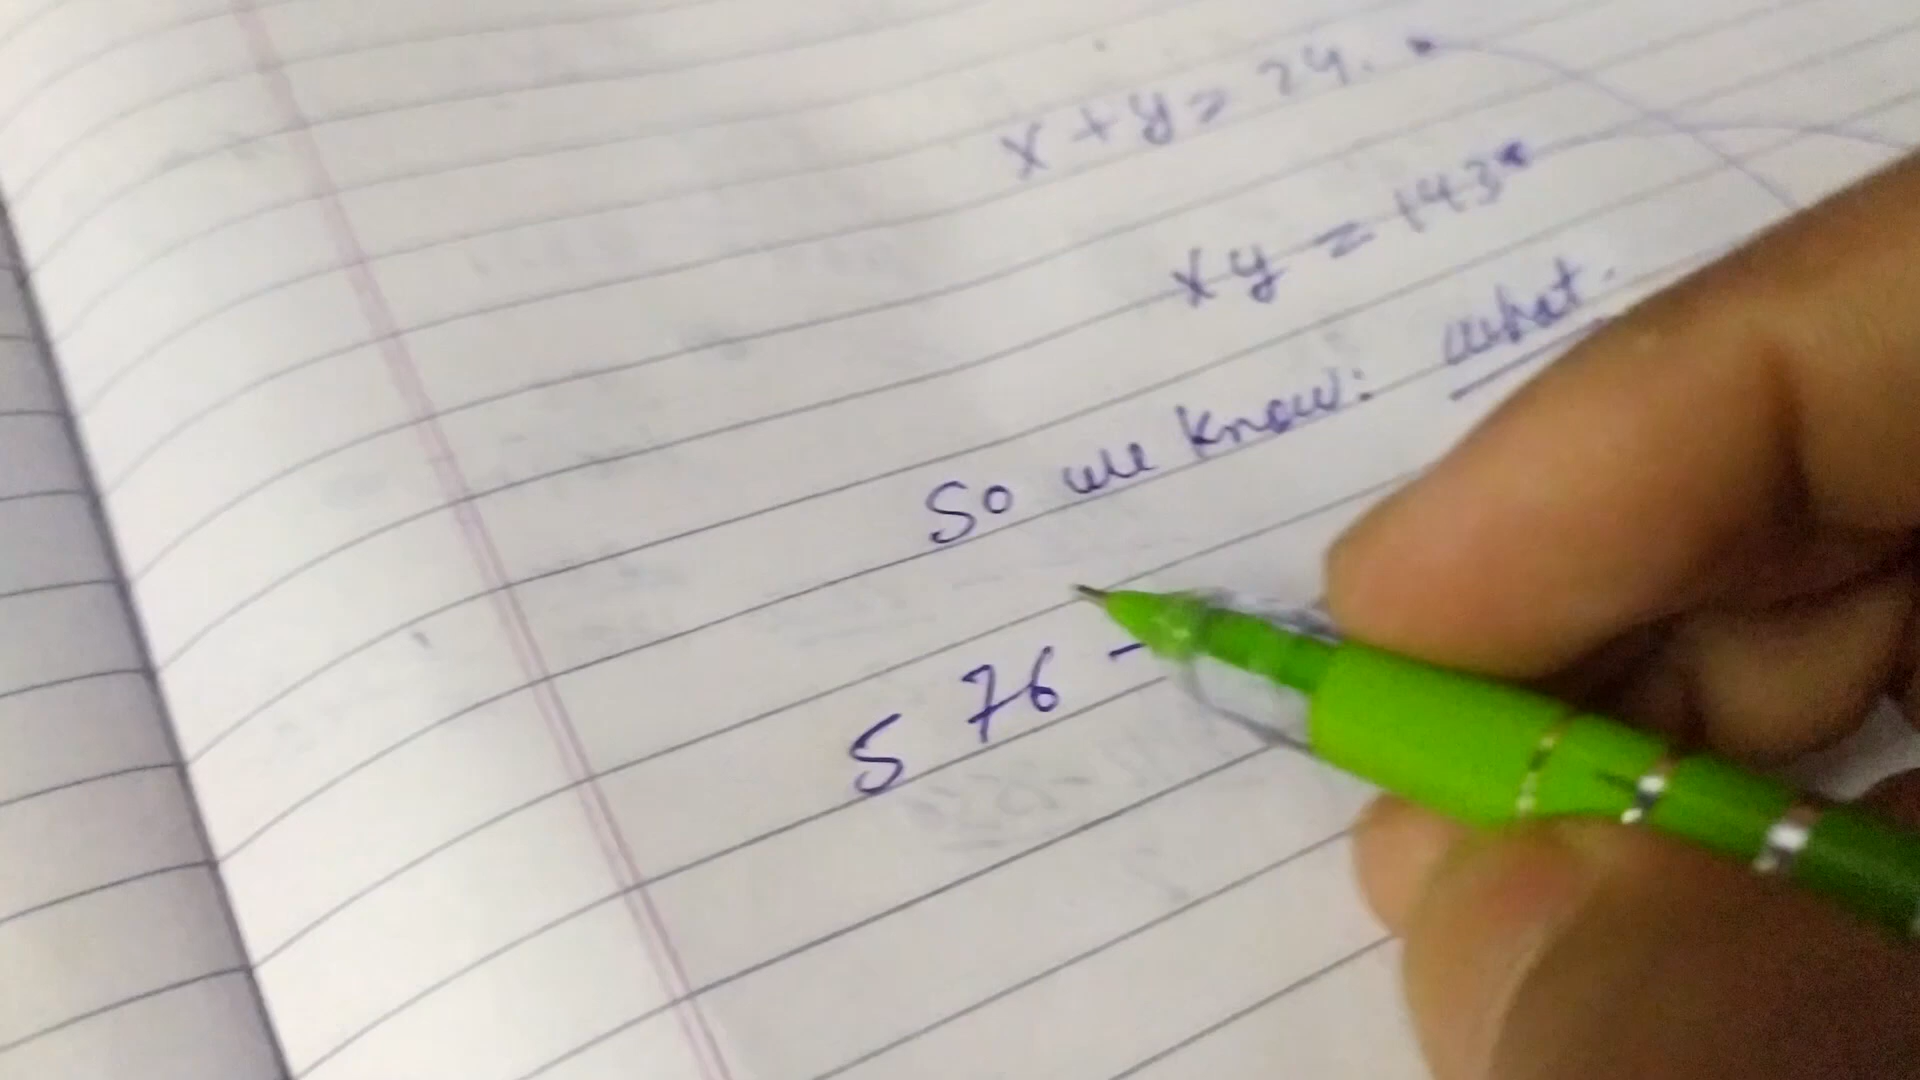 x + y = 24.
xy = 143
So we know: what.
576 -